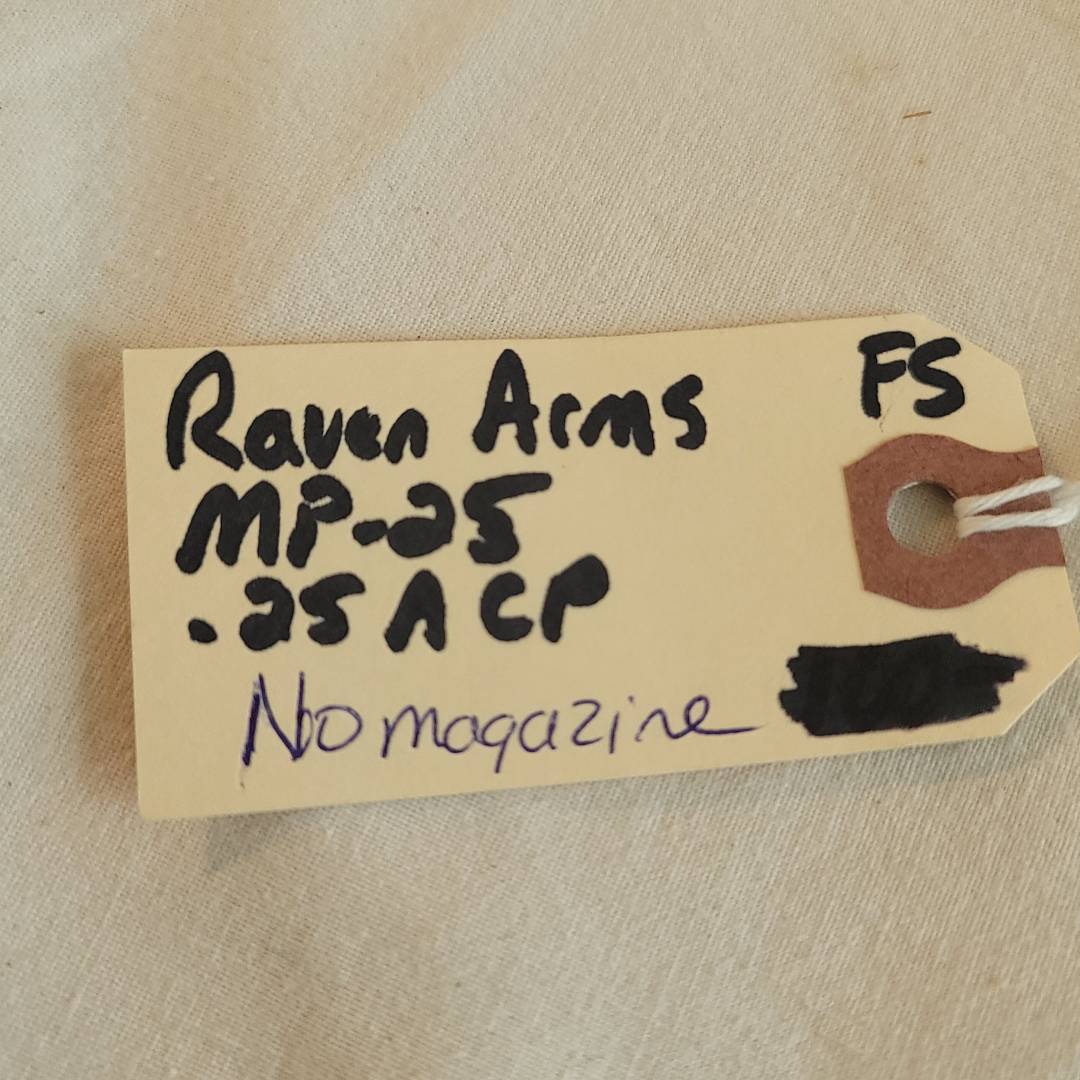 Raven Arms FS
MP-25
.25 ACP
No magazine